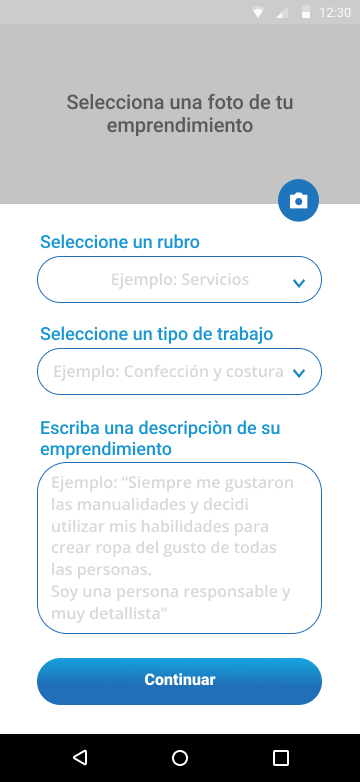 12:30
Selecciona una foto de tu
emprendimiento
Seleccione un rubro
Ejemplo: Servicios
Seleccione un tipo de trabajo
Ejemplo: Confección y costura
Escriba una descripciòn de su
emprendimiento
Ejemplo: “Siempre me gustaron
las manualidades y decidi
utilizar mis habilidades para
crear ropa del gusto de todas
las personas.
Soy una persona responsable y
muy detallista”
Continuar